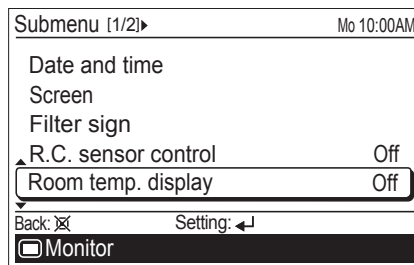 Submenu [1/2]▸ Mo 10:00AM
Date and time
Screen
Filter sign
R.C. sensor control Off
Room temp. display Off
Back: Setting:
Monitor